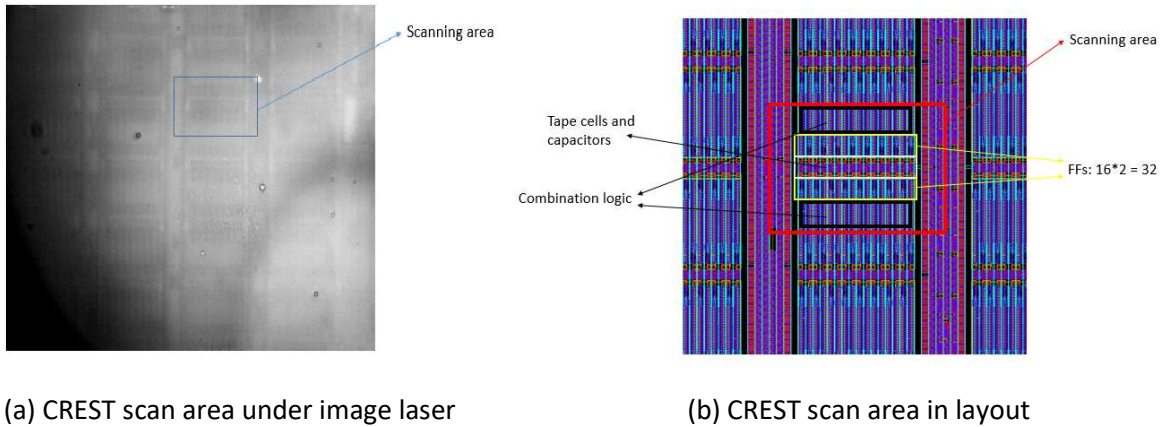 Scanning area
Scanning area
Tape cells and
capacitors
FFs: 16*2 = 32
Combination logic
(a) CREST scan area under image laser
(b) CREST scan area in layout